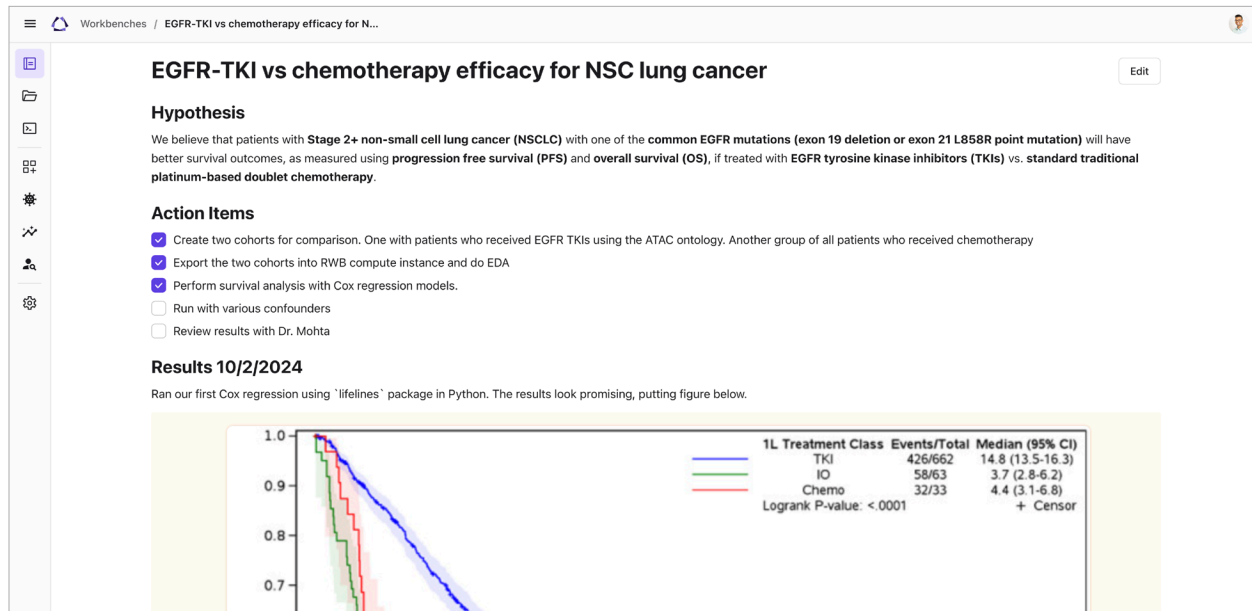 Workbenches / EGFR-TKI vs chemotherapy efficacy for N...
EGFR-TKI vs chemotherapy efficacy for NSC lung cancer
Edit
Hypothesis
We believe that patients with Stage 2+ non-small cell lung cancer (NSCLC) with one of the common EGFR mutations (exon 19 deletion or exon 21 L858R point mutation) will have
better survival outcomes, as measured using progression free survival (PFS) and overall survival (OS), if treated with EGFR tyrosine kinase inhibitors (TKIs) vs. standard traditional
platinum-based doublet chemotherapy.
Action Items
Create two cohorts for comparison. One with patients who received EGFR TKIs using the ATAC ontology. Another group of all patients who received chemotherapy
Export the two cohorts into RWB compute instance and do EDA
Perform survival analysis with Cox regression models.
Run with various confounders
Review results with Dr. Mohta
Results 10/2/2024
Ran our first Cox regression using `lifelines` package in Python. The results look promising, putting figure below.
1.0
0.9
0.8
0.7
1L Treatment Class Events/Total Median (95% CI)
TKI 426/662 14.8 (13.5-16.3)
IO 58/63 3.7 (2.8-6.2)
Chemo 32/33 4.4 (3.1-6.8)
Logrank P-value: <.0001 + Censor